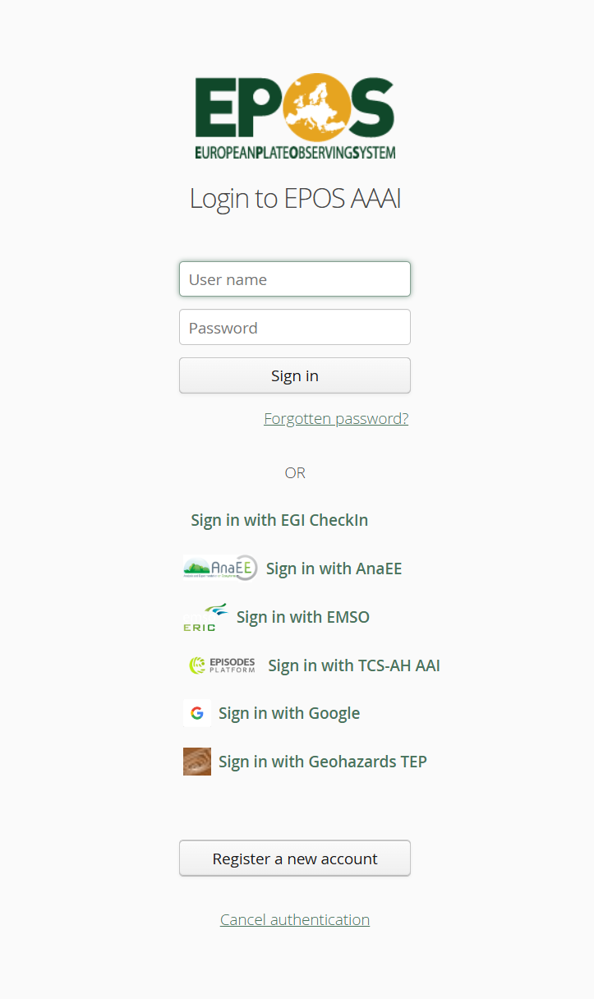 EPOS
EUROPEANPLATEOBSERVINGSYSTEM
Login to EPOS AAAI
User name
Password
Sign in
Forgotten password?
OR
Sign in with EGI CheckIn
AnaEE Sign in with AnaEE
ERIC Sign in with EMSO
EPISODES
PLATFORM Sign in with TCS-AH AAI
G Sign in with Google
Sign in with Geohazards TEP
Register a new account
Cancel authentication